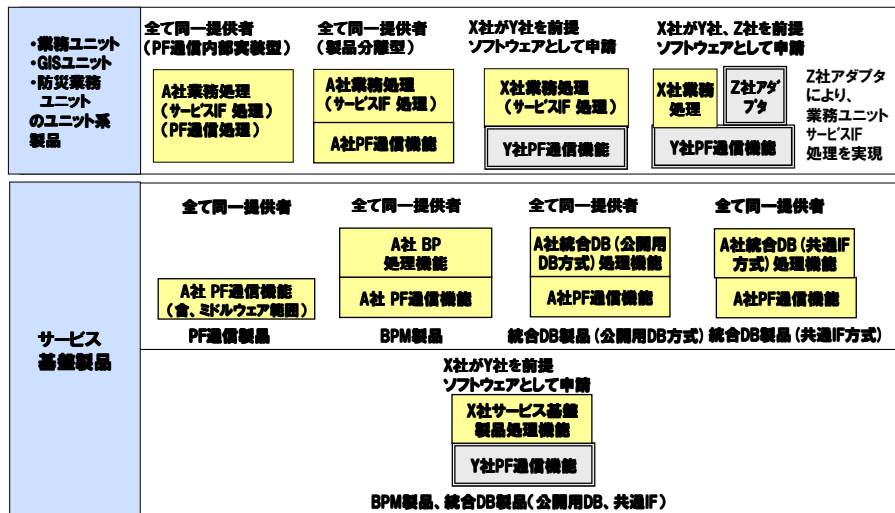 ・業務ユニット
・GISユニット
・防災業務
ユニット
のユニット系
製品
全て同一提供者
(PF通信内部実装型)
A社業務処理
(サービスIF 処理)
(PF通信処理)
全て同一提供者
(製品分離型)
A社業務処理
(サービスIF 処理)
A社PF通信機能
X社がY社を前提
ソフトウェアとして申請
X社業務処理
(サービスIF 処理)
Y社PF通信機能
X社がY社、Z社を前提
ソフトウェアとして申請
X社業務
処理
Z社アダ
プタ
Y社PF通信機能
Z社アダプタ
により、
業務ユニット
サービスIF
処理を実現
サービス
基盤製品
全て同一提供者
A社 PF通信機能
(含、ミドルウェア範囲)
PF通信製品
全て同一提供者
A社 BP
処理機能
A社 PF通信機能
BPM製品
全て同一提供者
A社統合DB (公開用
DB方式) 処理機能
A社PF通信機能
統合DB製品 (公開用DB方式)
全て同一提供者
A社統合DB (共通IF
方式) 処理機能
A社PF通信機能
統合DB製品 (共通IF方式)
X社がY社を前提
ソフトウェアとして申請
X社サービス基盤
製品処理機能
Y社PF通信機能
BPM製品、統合DB製品(公開用DB、共通IF)